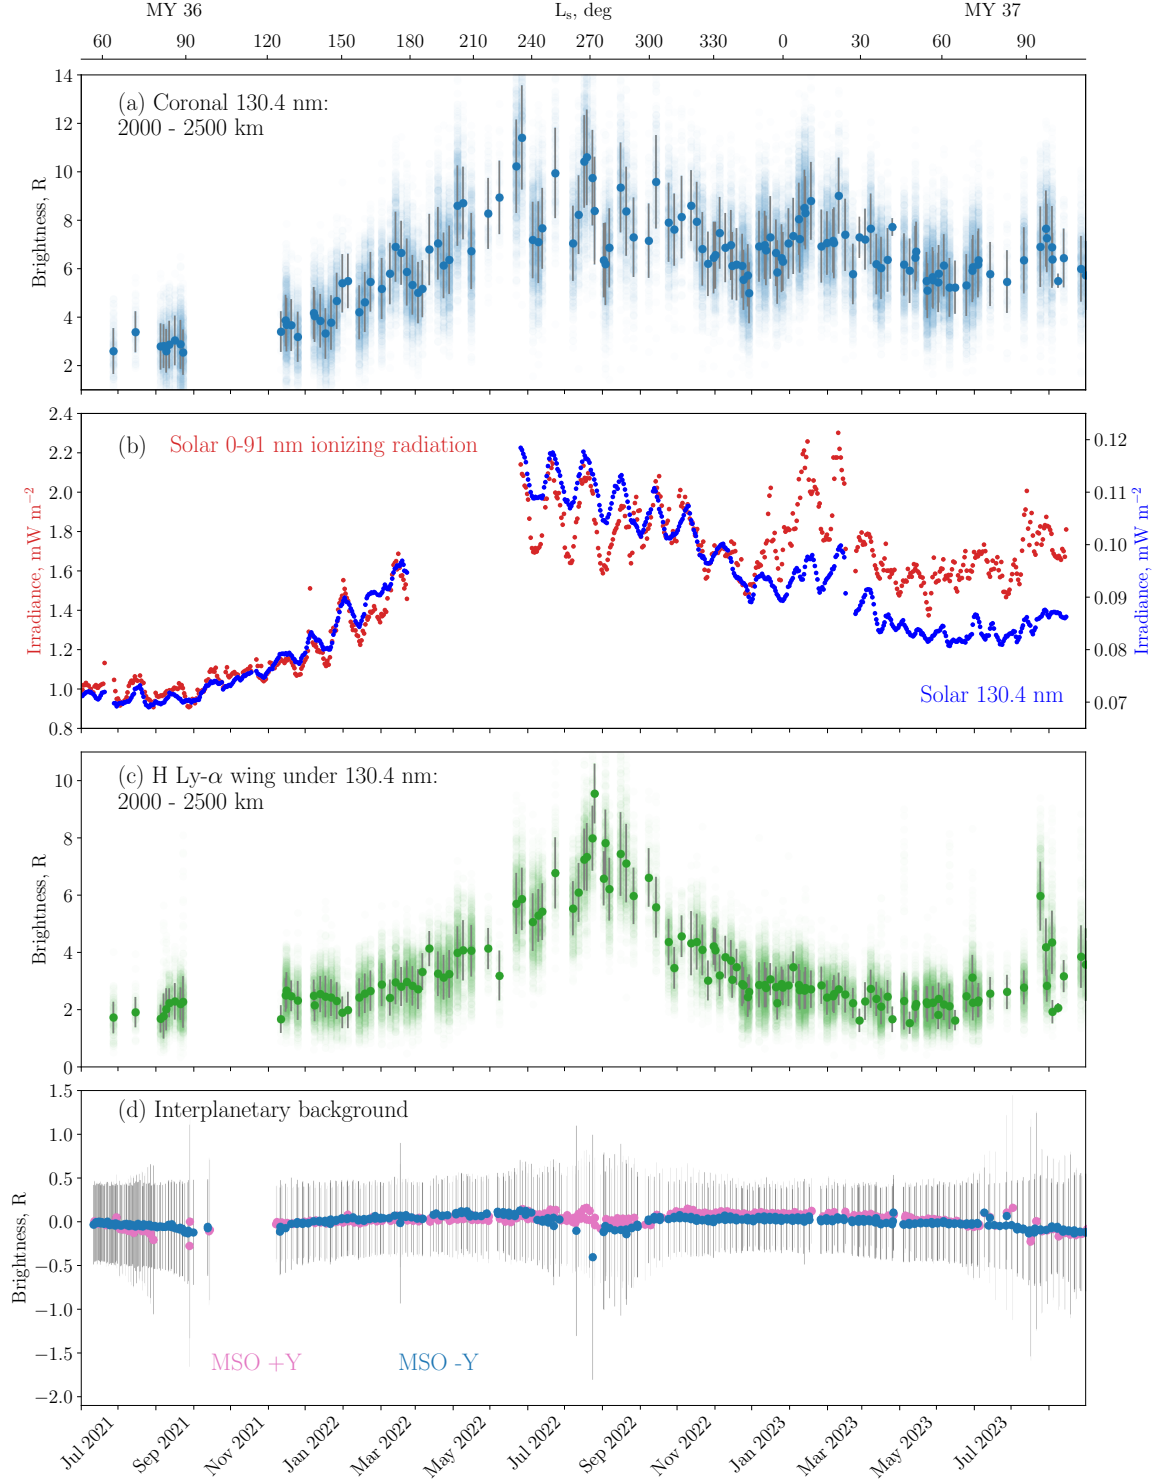 MY 36 Ls, deg MY 37
60 90 120 150 180 210 240 270 300 330 0 30 60 90
(a) Coronal 130.4 nm:
2000 - 2500 km
Brightness, R
14
12
10
8
6
4
2
(b) Solar 0-91 nm ionizing radiation
Solar 130.4 nm
Irradiance, mW m−2
2.4
2.2
2.0
1.8
1.6
1.4
1.2
1.0
0.8
Irradiance, mW m−2
0.12
0.11
0.10
0.09
0.08
0.07
(c) H Ly-α wing under 130.4 nm:
2000 - 2500 km
Brightness, R
10
8
6
4
2
0
(d) Interplanetary background
Brightness, R
1.5
1.0
0.5
0.0
−0.5
−1.0
−1.5
−2.0
MSO +Y MSO -Y
Jul 2021 Sep 2021 Nov 2021 Jan 2022 Mar 2022 May 2022 Jul 2022 Sep 2022 Nov 2022 Jan 2023 Mar 2023 May 2023 Jul 2023